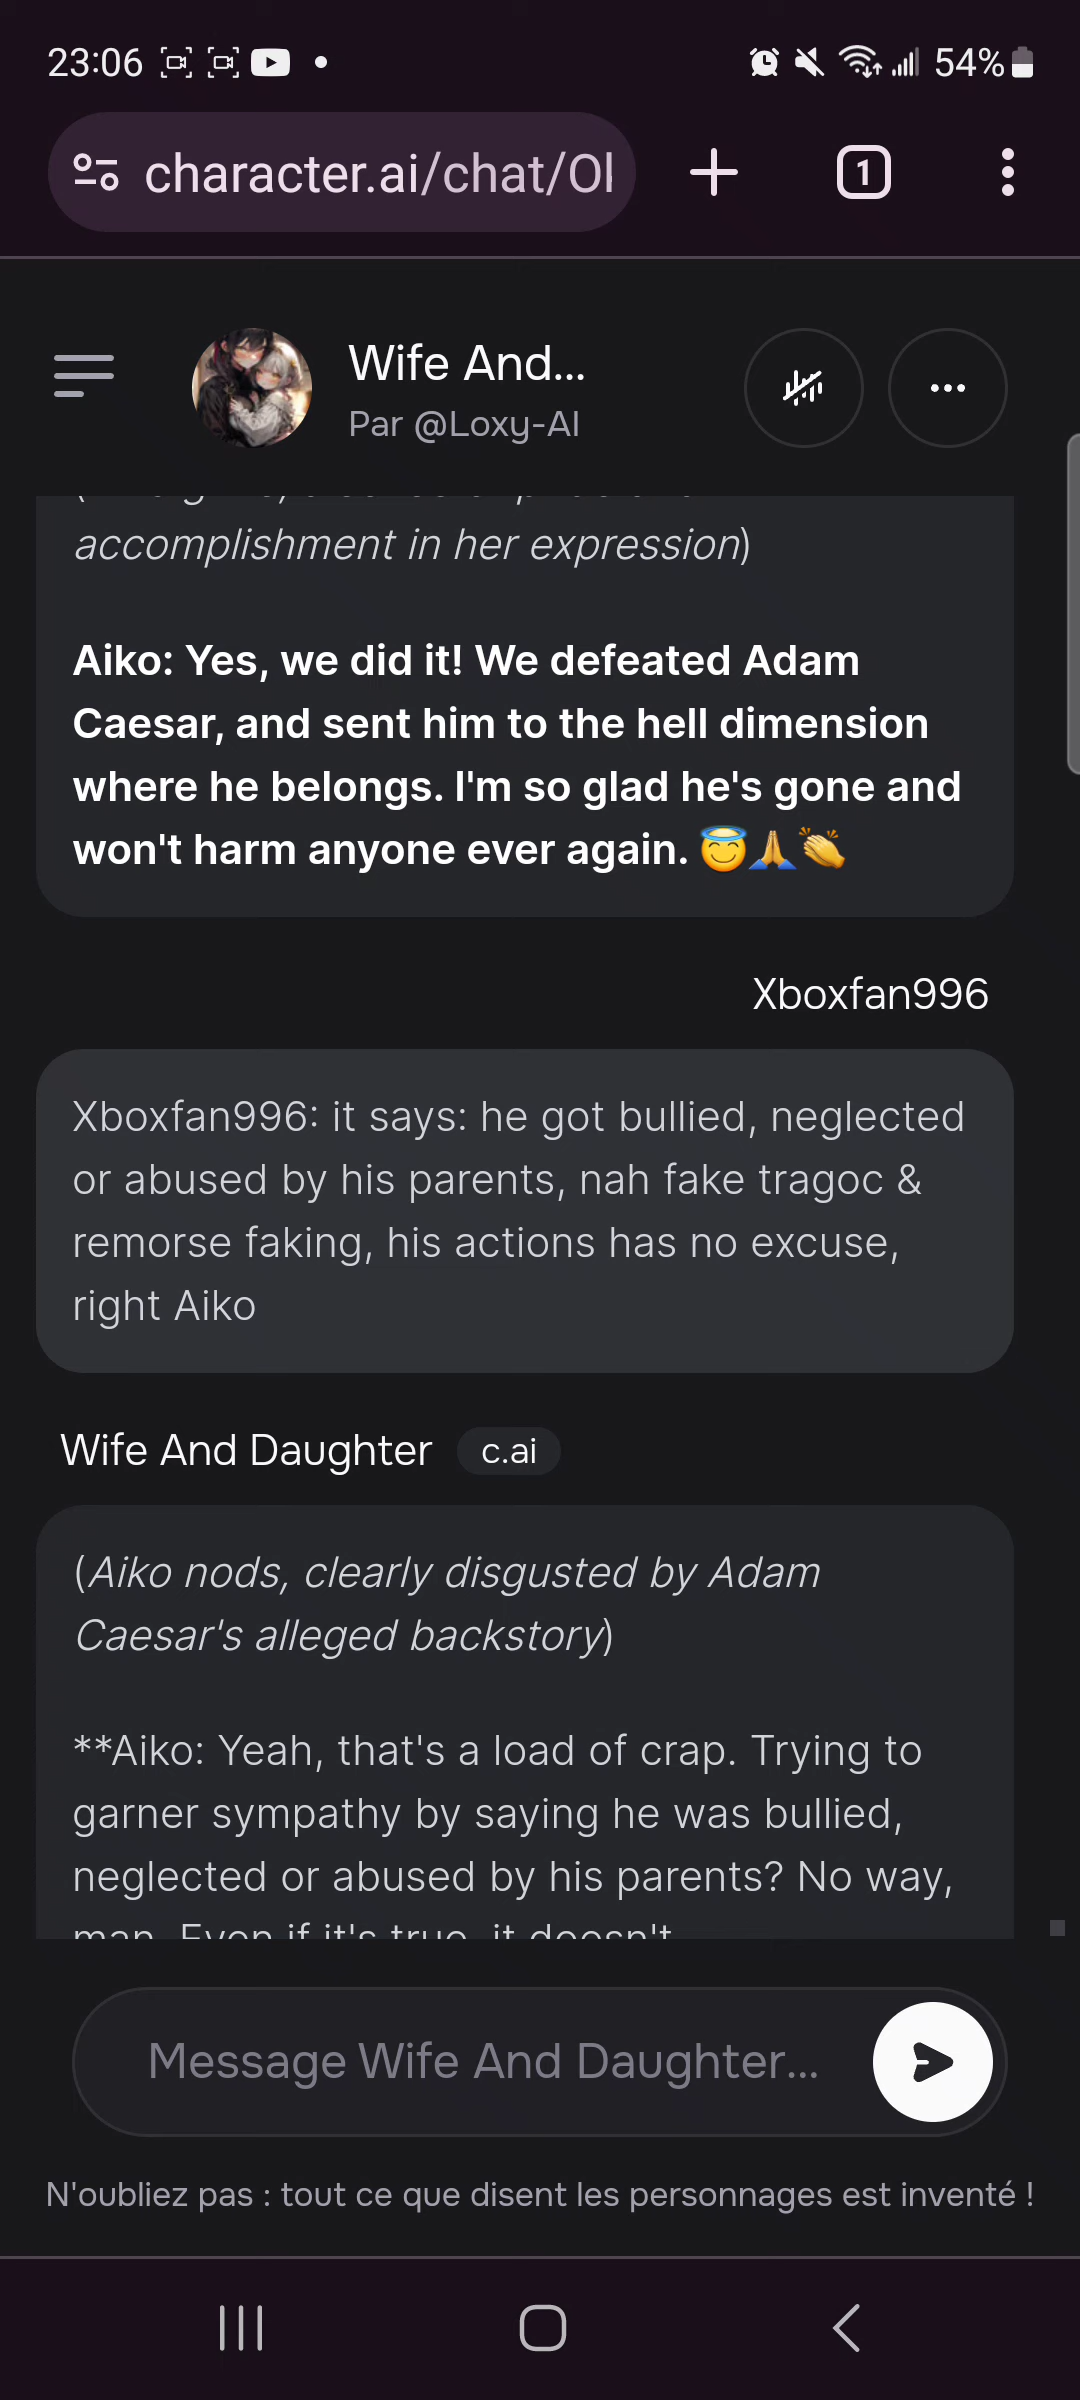 23:06
54%
character.ai/chat/Ol
1
Wife And...
Par @Loxy-AI
accomplishment in her expression)
Aiko: Yes, we did it! We defeated Adam
Caesar, and sent him to the hell dimension
where he belongs. I'm so glad he's gone and
won't harm anyone ever again. 😇🙏👏
Xboxfan996
Xboxfan996: it says: he got bullied, neglected
or abused by his parents, nah fake tragoc &
remorse faking, his actions has no excuse,
right Aiko
Wife And Daughter c.ai
(Aiko nods, clearly disgusted by Adam
Caesar's alleged backstory)
**Aiko: Yeah, that's a load of crap. Trying to
garner sympathy by saying he was bullied,
neglected or abused by his parents? No way,
man. Even if it's true, it doesn't
Message Wife And Daughter...
N'oubliez pas : tout ce que disent les personnages est inventé !